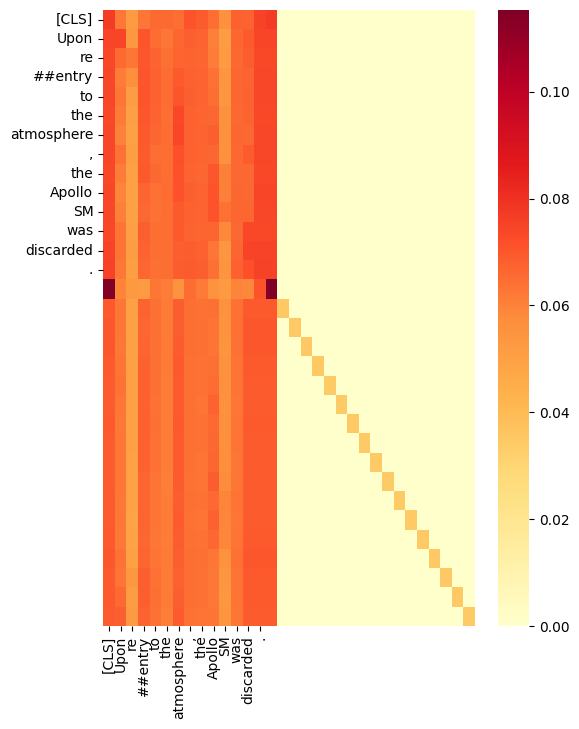 [CLS]
Upon
re
##entry
to
the
atmosphere
,
the
Apollo
SM
was
discarded
.
0.10
0.08
0.06
0.04
0.02
0.00
[CLS]
Upon
re
##entry
to
the
atmosphere
,
the
Apollo
SM
was
discarded
.